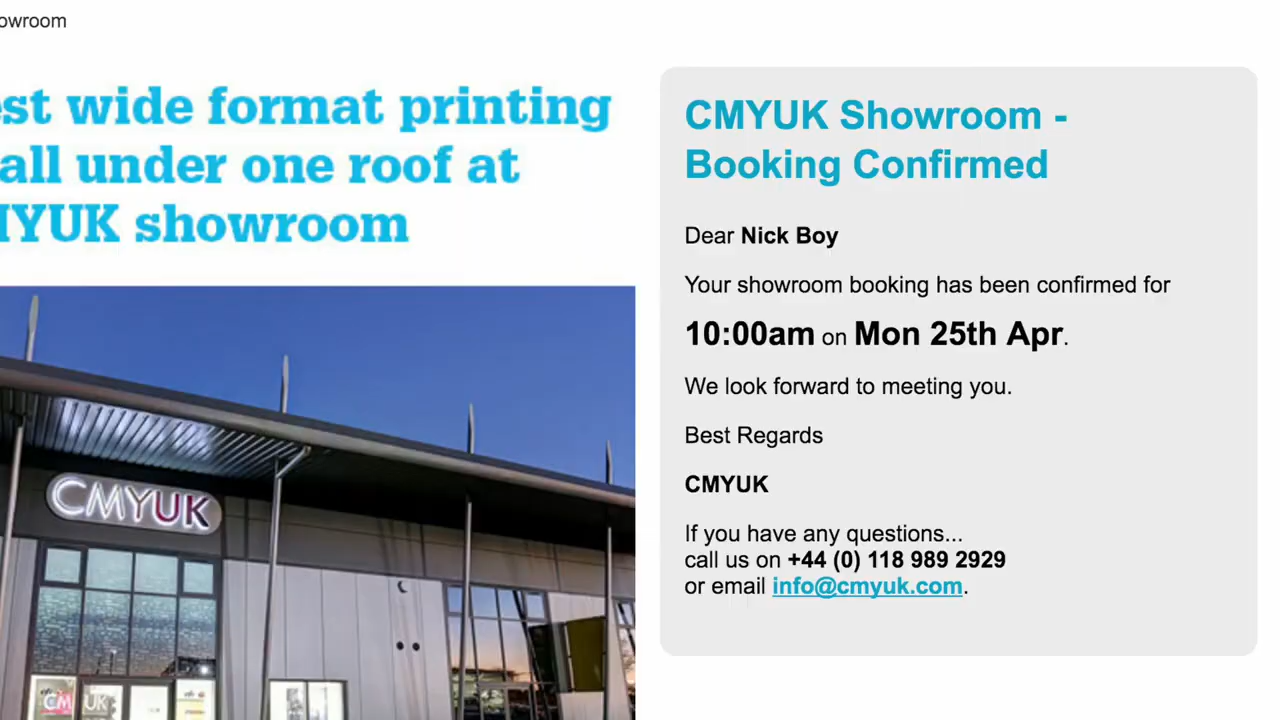 owroom
est wide format printing
all under one roof at
MYUK showroom
CMYUK
CM
UK
CMYUK Showroom -
Booking Confirmed
Dear Nick Boy
Your showroom booking has been confirmed for
10:00am on Mon 25th Apr.
We look forward to meeting you.
Best Regards
CMYUK
If you have any questions...
call us on +44 (0) 118 989 2929
or email info@cmyuk.com.